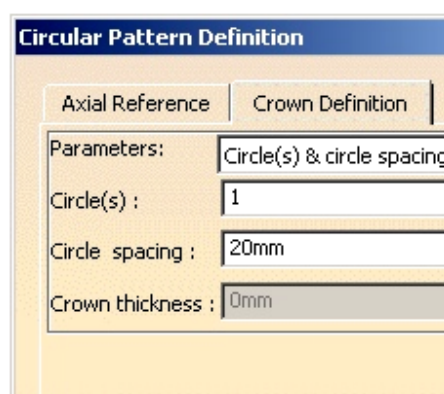 Circular Pattern Definition
Axial Reference Crown Definition
Parameters: Circle(s) & circle spacing
Circle(s) : 1
Circle spacing : 20mm
Crown thickness : 0mm